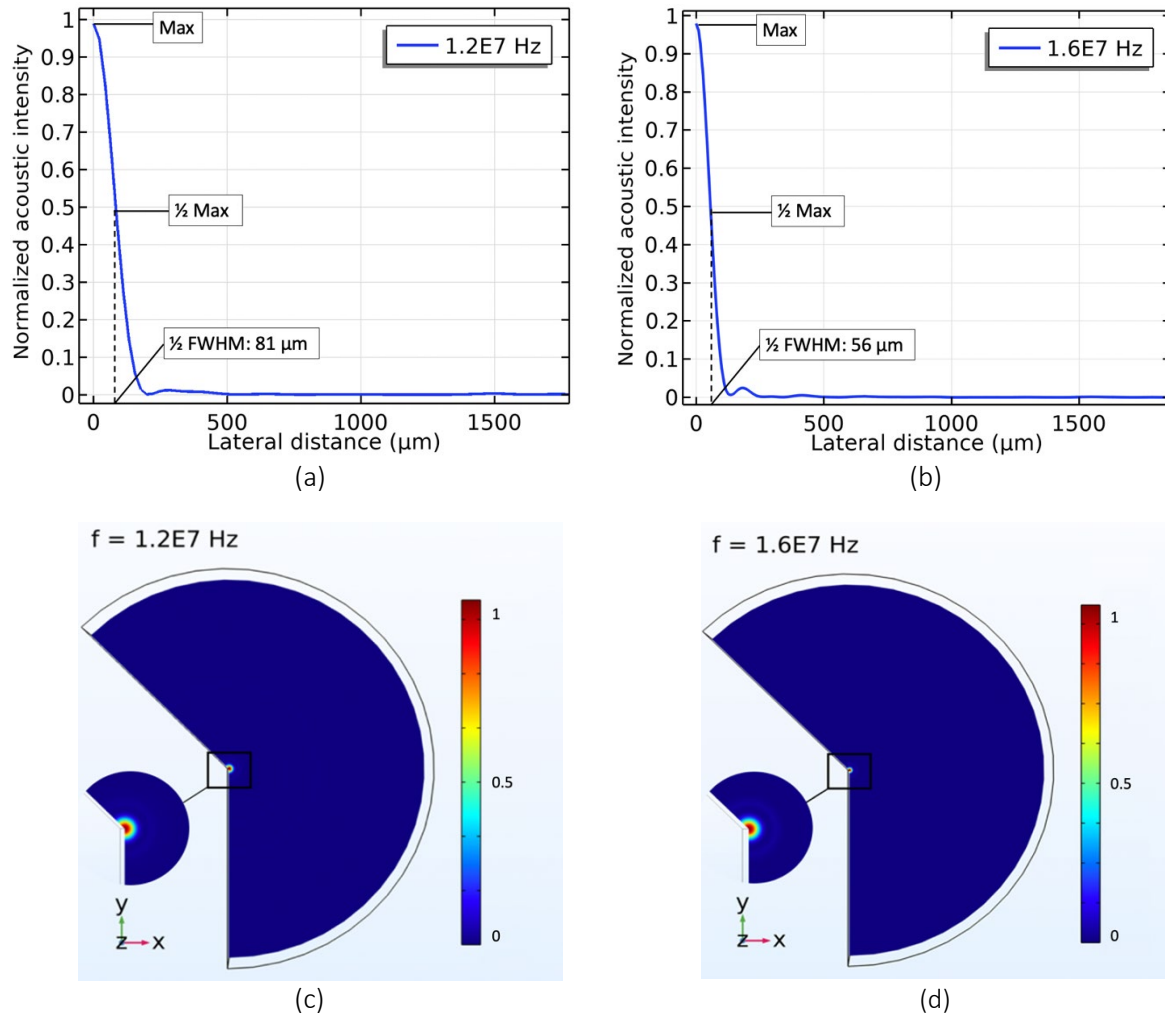 Normalized acoustic intensity
1
0.9
0.8
0.7
0.6
0.5
0.4
0.3
0.2
0.1
0
Max
1.2E7 Hz
½ Max
½ FWHM: 81 µm
0 500 1000 1500
Lateral distance (µm)
(a)
Normalized acoustic intensity
1
0.9
0.8
0.7
0.6
0.5
0.4
0.3
0.2
0.1
0
Max
1.6E7 Hz
½ Max
½ FWHM: 56 µm
0 500 1000 1500
Lateral distance (µm)
(b)
f = 1.2E7 Hz
1
0.5
0
y
z x
(c)
f = 1.6E7 Hz
1
0.5
0
y
z x
(d)